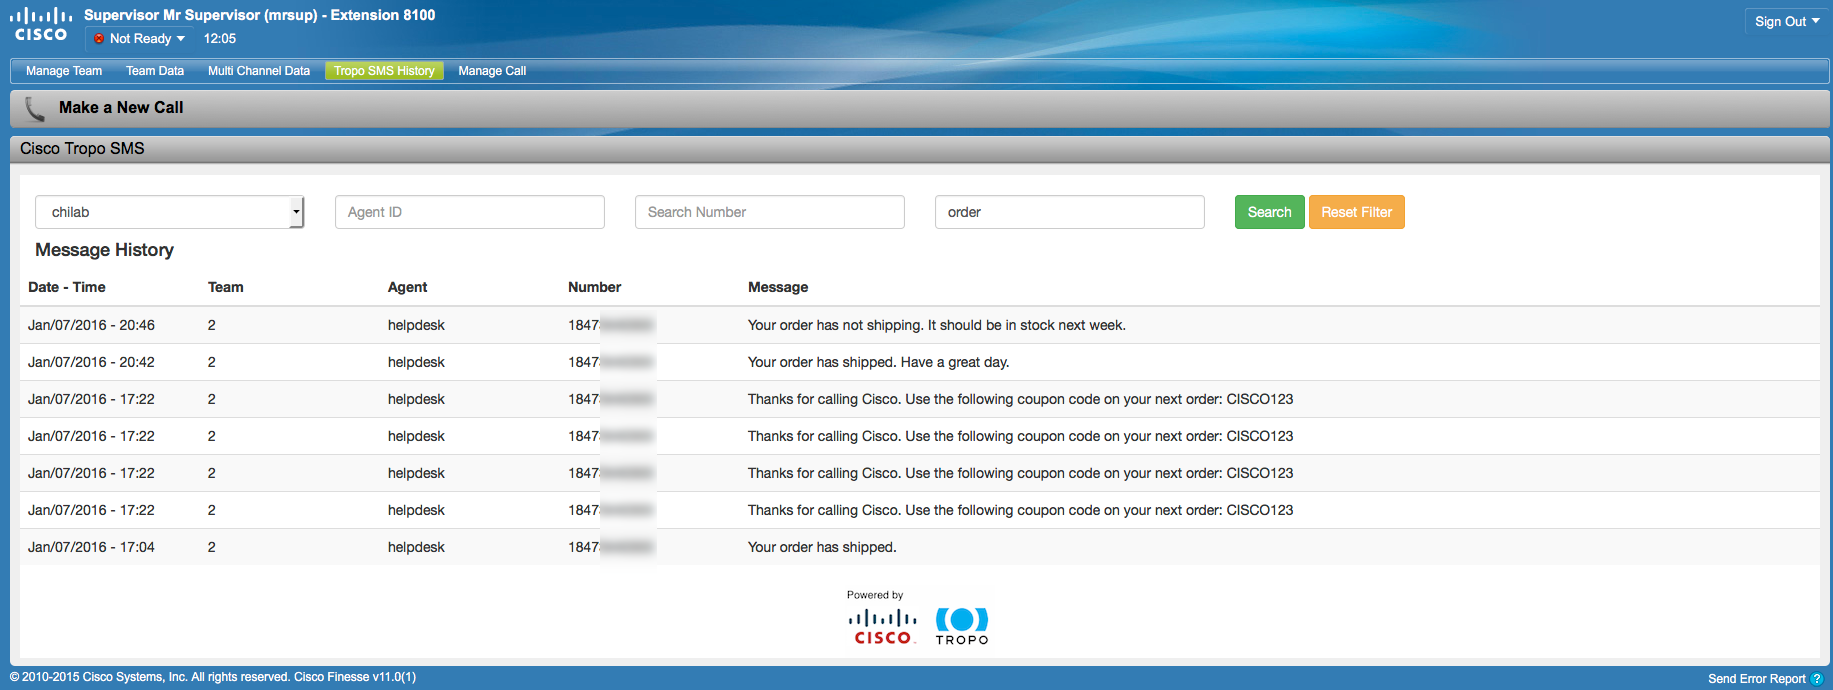 Supervisor Mr Supervisor (mrsup) - Extension 8100
Sign Out
CISCO
Not Ready 12:05
Manage Team Team Data Multi Channel Data Tropo SMS History Manage Call
Make a New Call
Cisco Tropo SMS
chilab Agent ID Search Number order Search Reset Filter
Message History
Date - Time Team Agent Number Message
Jan/07/2016 - 20:46 2 helpdesk 1847 Your order has not shipping. It should be in stock next week.
Jan/07/2016 - 20:42 2 helpdesk 1847 Your order has shipped. Have a great day.
Jan/07/2016 - 17:22 2 helpdesk 1847 Thanks for calling Cisco. Use the following coupon code on your next order: CISCO123
Jan/07/2016 - 17:22 2 helpdesk 1847 Thanks for calling Cisco. Use the following coupon code on your next order: CISCO123
Jan/07/2016 - 17:22 2 helpdesk 1847 Thanks for calling Cisco. Use the following coupon code on your next order: CISCO123
Jan/07/2016 - 17:22 2 helpdesk 1847 Thanks for calling Cisco. Use the following coupon code on your next order: CISCO123
Jan/07/2016 - 17:04 2 helpdesk 1847 Your order has shipped.
Powered by
CISCO TROPO
© 2010-2015 Cisco Systems, Inc. All rights reserved. Cisco Finesse v11.0(1)
Send Error Report ?